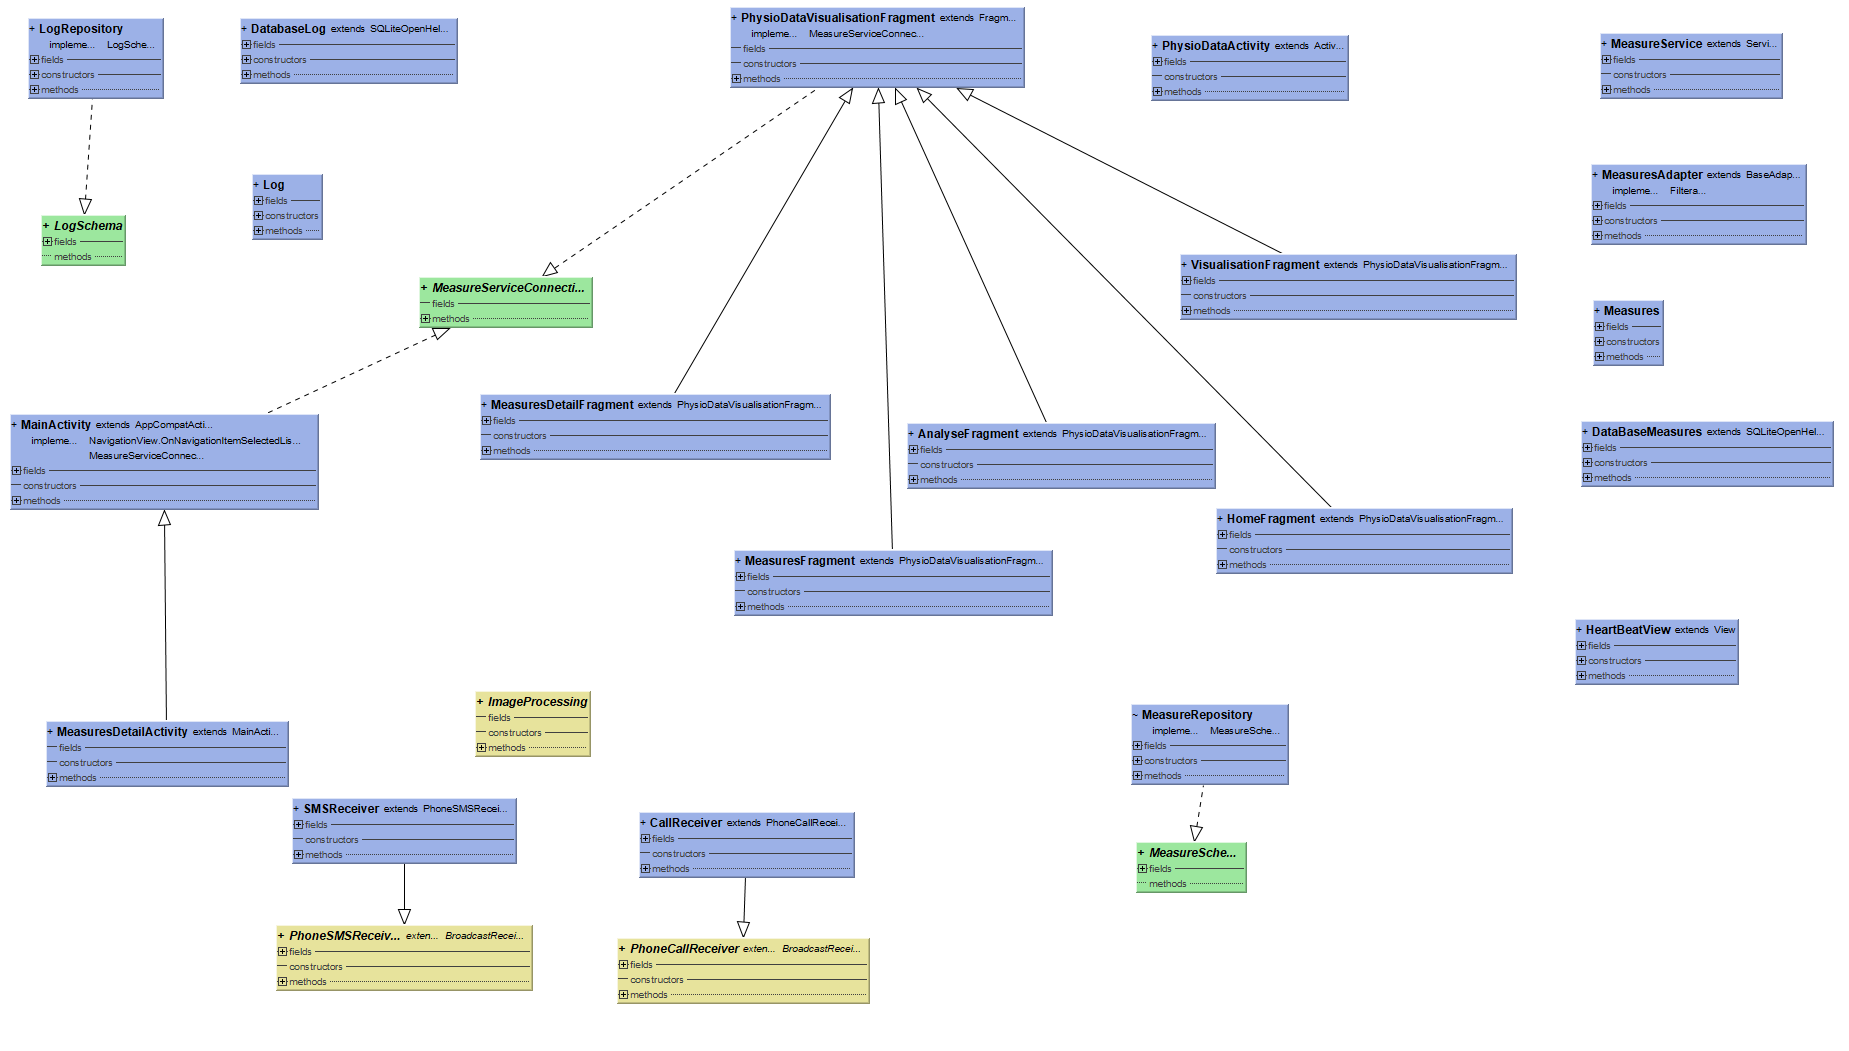 + LogRepository
impleme... LogSche...
fields
constructors
methods
+ DatabaseLog extends SQLiteOpenHel...
fields
constructors
methods
+ PhysioDataVisualisationFragment extends Fragm...
impleme... MeasureServiceConnec...
fields
constructors
methods
+ PhysioDataActivity extends Activ...
fields
constructors
methods
+ MeasureService extends Servi...
fields
constructors
methods
+ Log
fields
constructors
methods
+ MeasuresAdapter extends BaseAdap...
impleme... Filtera...
fields
constructors
methods
+ LogSchema
fields
methods
+ MeasureServiceConnecti...
fields
methods
+ VisualisationFragment extends PhysioDataVisualisationFragm...
fields
constructors
methods
+ Measures
fields
constructors
methods
+ MainActivity extends AppCompatActi...
impleme... NavigationView.OnNavigationItemSelectedLis...
MeasureServiceConnec...
fields
constructors
methods
+ MeasuresDetailFragment extends PhysioDataVisualisationFragm...
fields
constructors
methods
+ AnalyseFragment extends PhysioDataVisualisationFragm...
fields
constructors
methods
+ DataBaseMeasures extends SQLiteOpenHel...
fields
constructors
methods
+ HomeFragment extends PhysioDataVisualisationFragm...
fields
constructors
methods
+ MeasuresFragment extends PhysioDataVisualisationFragm...
fields
constructors
methods
+ HeartBeatView extends View
fields
constructors
methods
+ ImageProcessing
fields
constructors
methods
+ MeasuresDetailActivity extends MainActi...
fields
constructors
methods
~ MeasureRepository
impleme... MeasureSche...
fields
constructors
methods
+ SMSReceiver extends PhoneSMSRecei...
fields
constructors
methods
+ CallReceiver extends PhoneCallRecei...
fields
constructors
methods
+ MeasureSche...
fields
methods
+ PhoneSMSReceiv... exten... BroadcastRecei...
fields
constructors
methods
+ PhoneCallReceiver exten... BroadcastRecei...
fields
constructors
methods